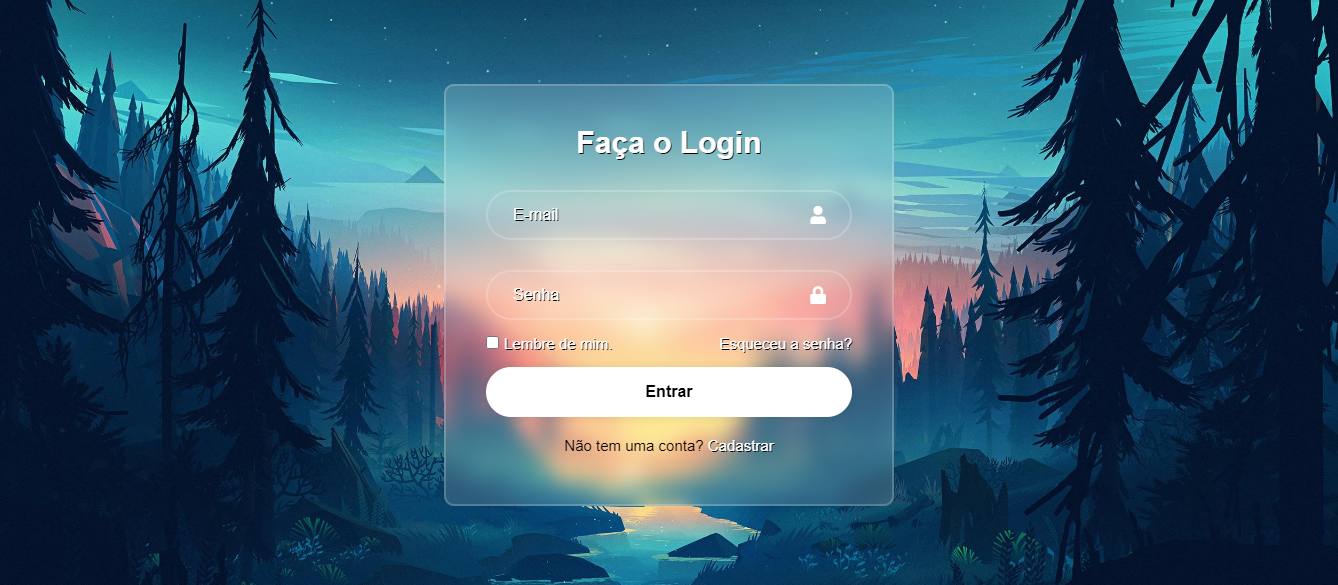 Faça o Login
E-mail
Senha
Lembre de mim. Esqueceu a senha?
Entrar
Não tem uma conta? Cadastrar